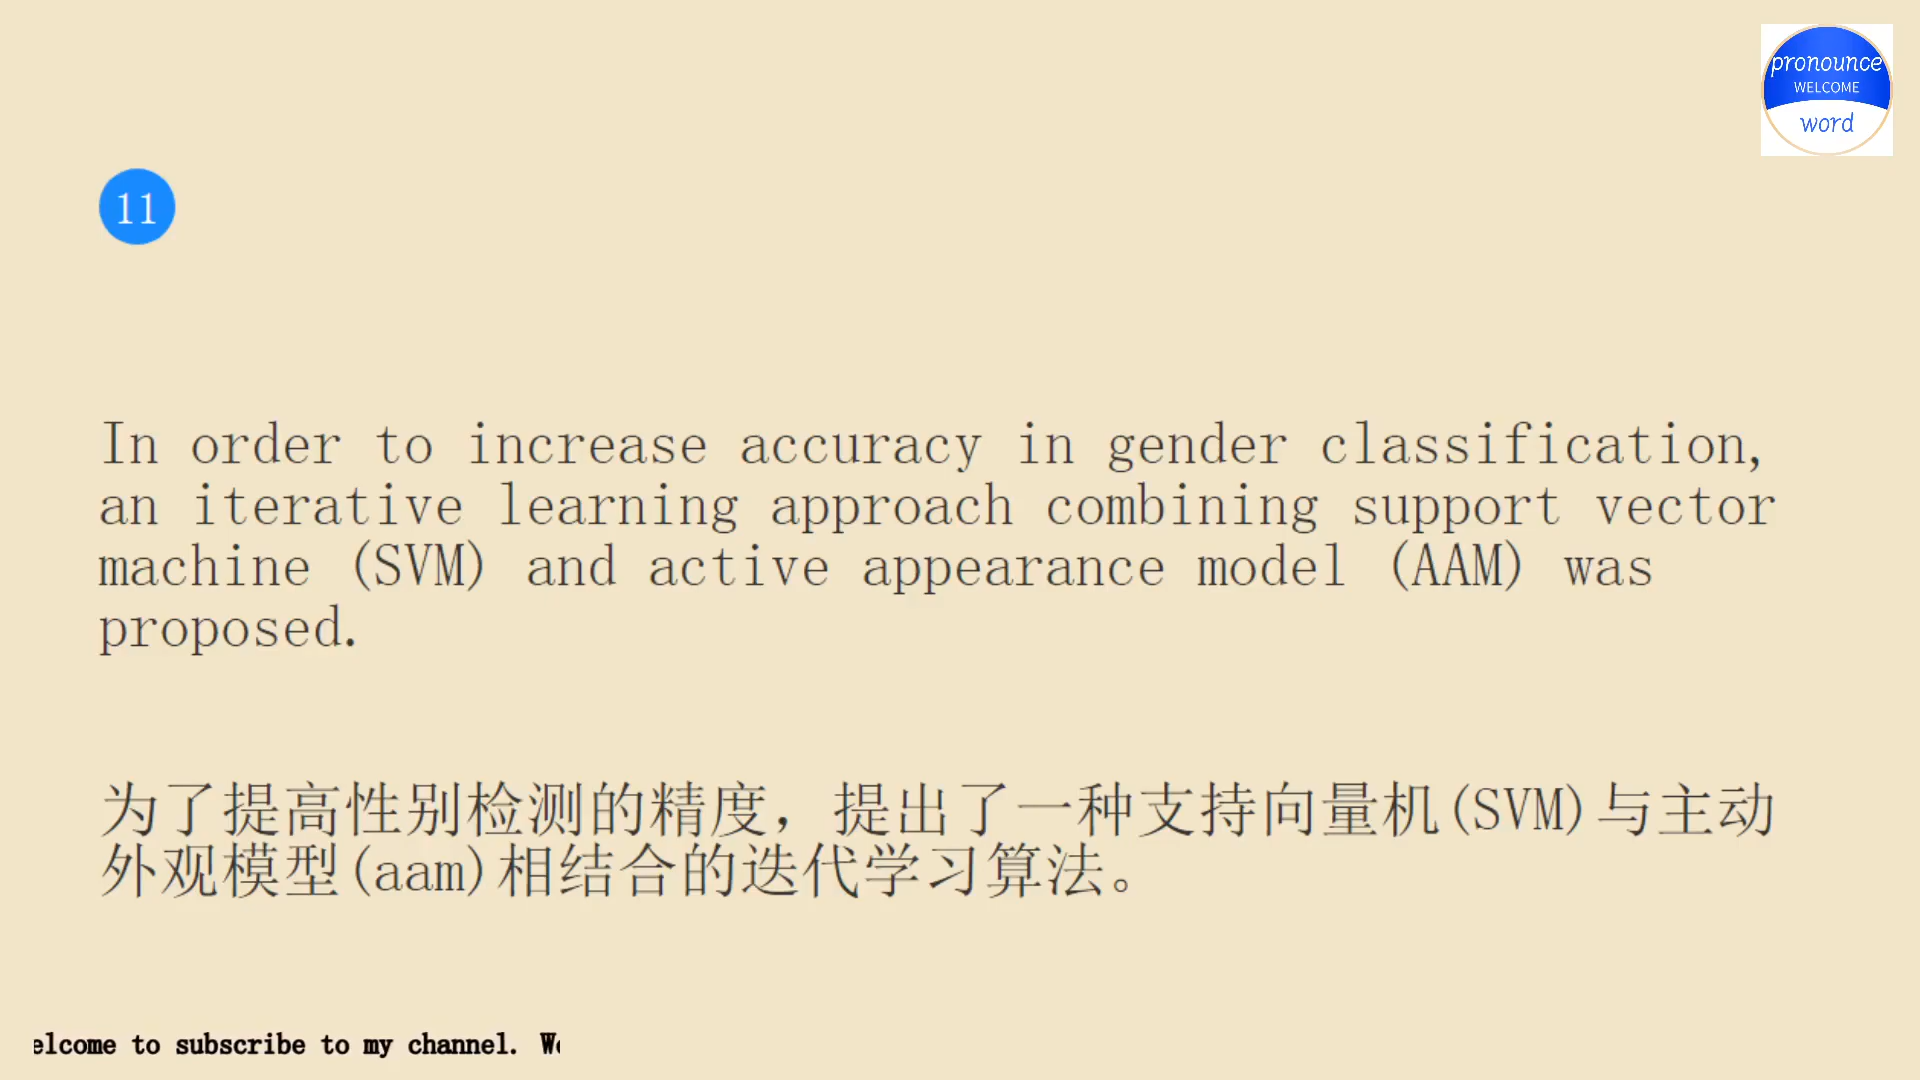 pronounce
WELCOME
word
11
In order to increase accuracy in gender classification,
an iterative learning approach combining support vector
machine (SVM) and active appearance model (AAM) was
proposed.
为了提高性别检测的精度，提出了一种支持向量机(SVM)与主动
外观模型(aam)相结合的迭代学习算法。
elcome to subscribe to my channel. We